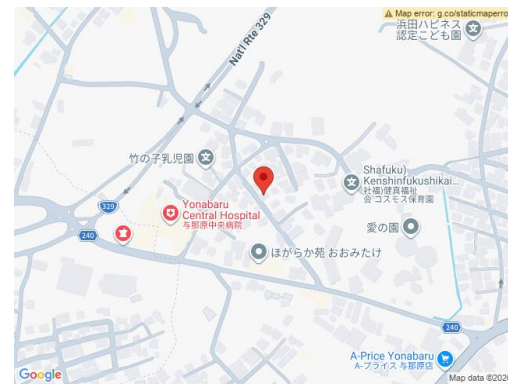 Map error: g.co/staticmaperro
浜田ハピネス
認定こども園
Nat'l Rte 329
竹の子乳児園
Shafuku)
Kenshinfukushikai...
社福)健真福祉
会コスモス保育園
329
Yonabaru
Central Hospital
与那原中央病院
愛の園
240
ほがらか苑 おおみたけ
240
A-Price Yonabaru
A-プライス 与那原店
Google
Map data ©2026